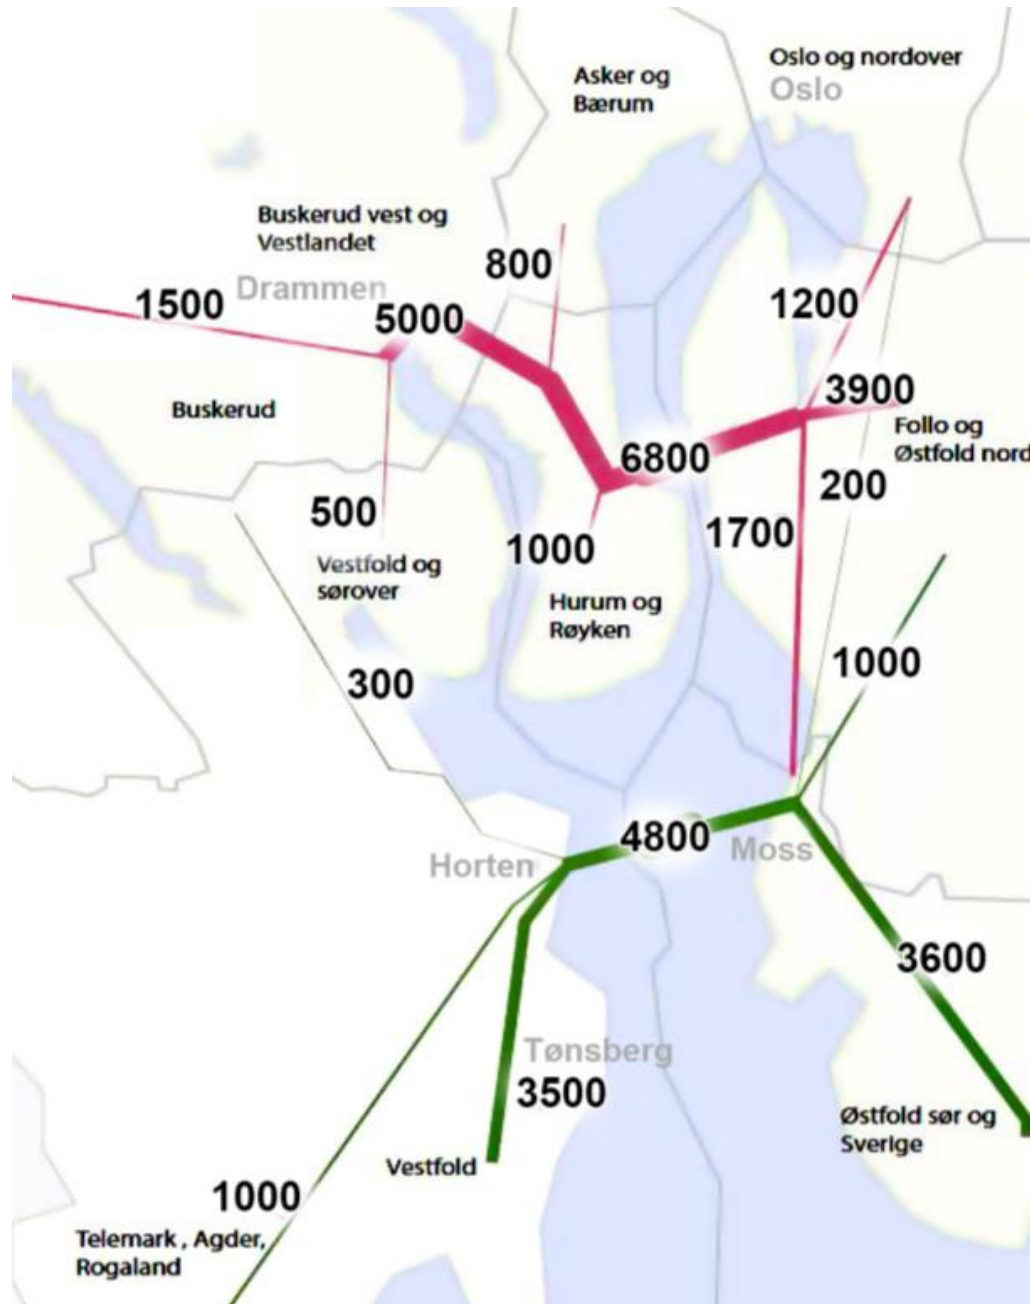 Oslo og nordover
Oslo
Asker og
Bærum
Buskerud vest og
Vestlandet
Drammen
800
1500
5000
1200
3900
Buskerud
Follo og
Østfold nord
6800
200
500
1000
1700
Vestfold og
sørover
Hurum og
Røyken
300
1000
4800
Moss
Horten
3600
Tønsberg
3500
Østfold sør og
Sverige
Vestfold
1000
Telemark , Agder,
Rogaland